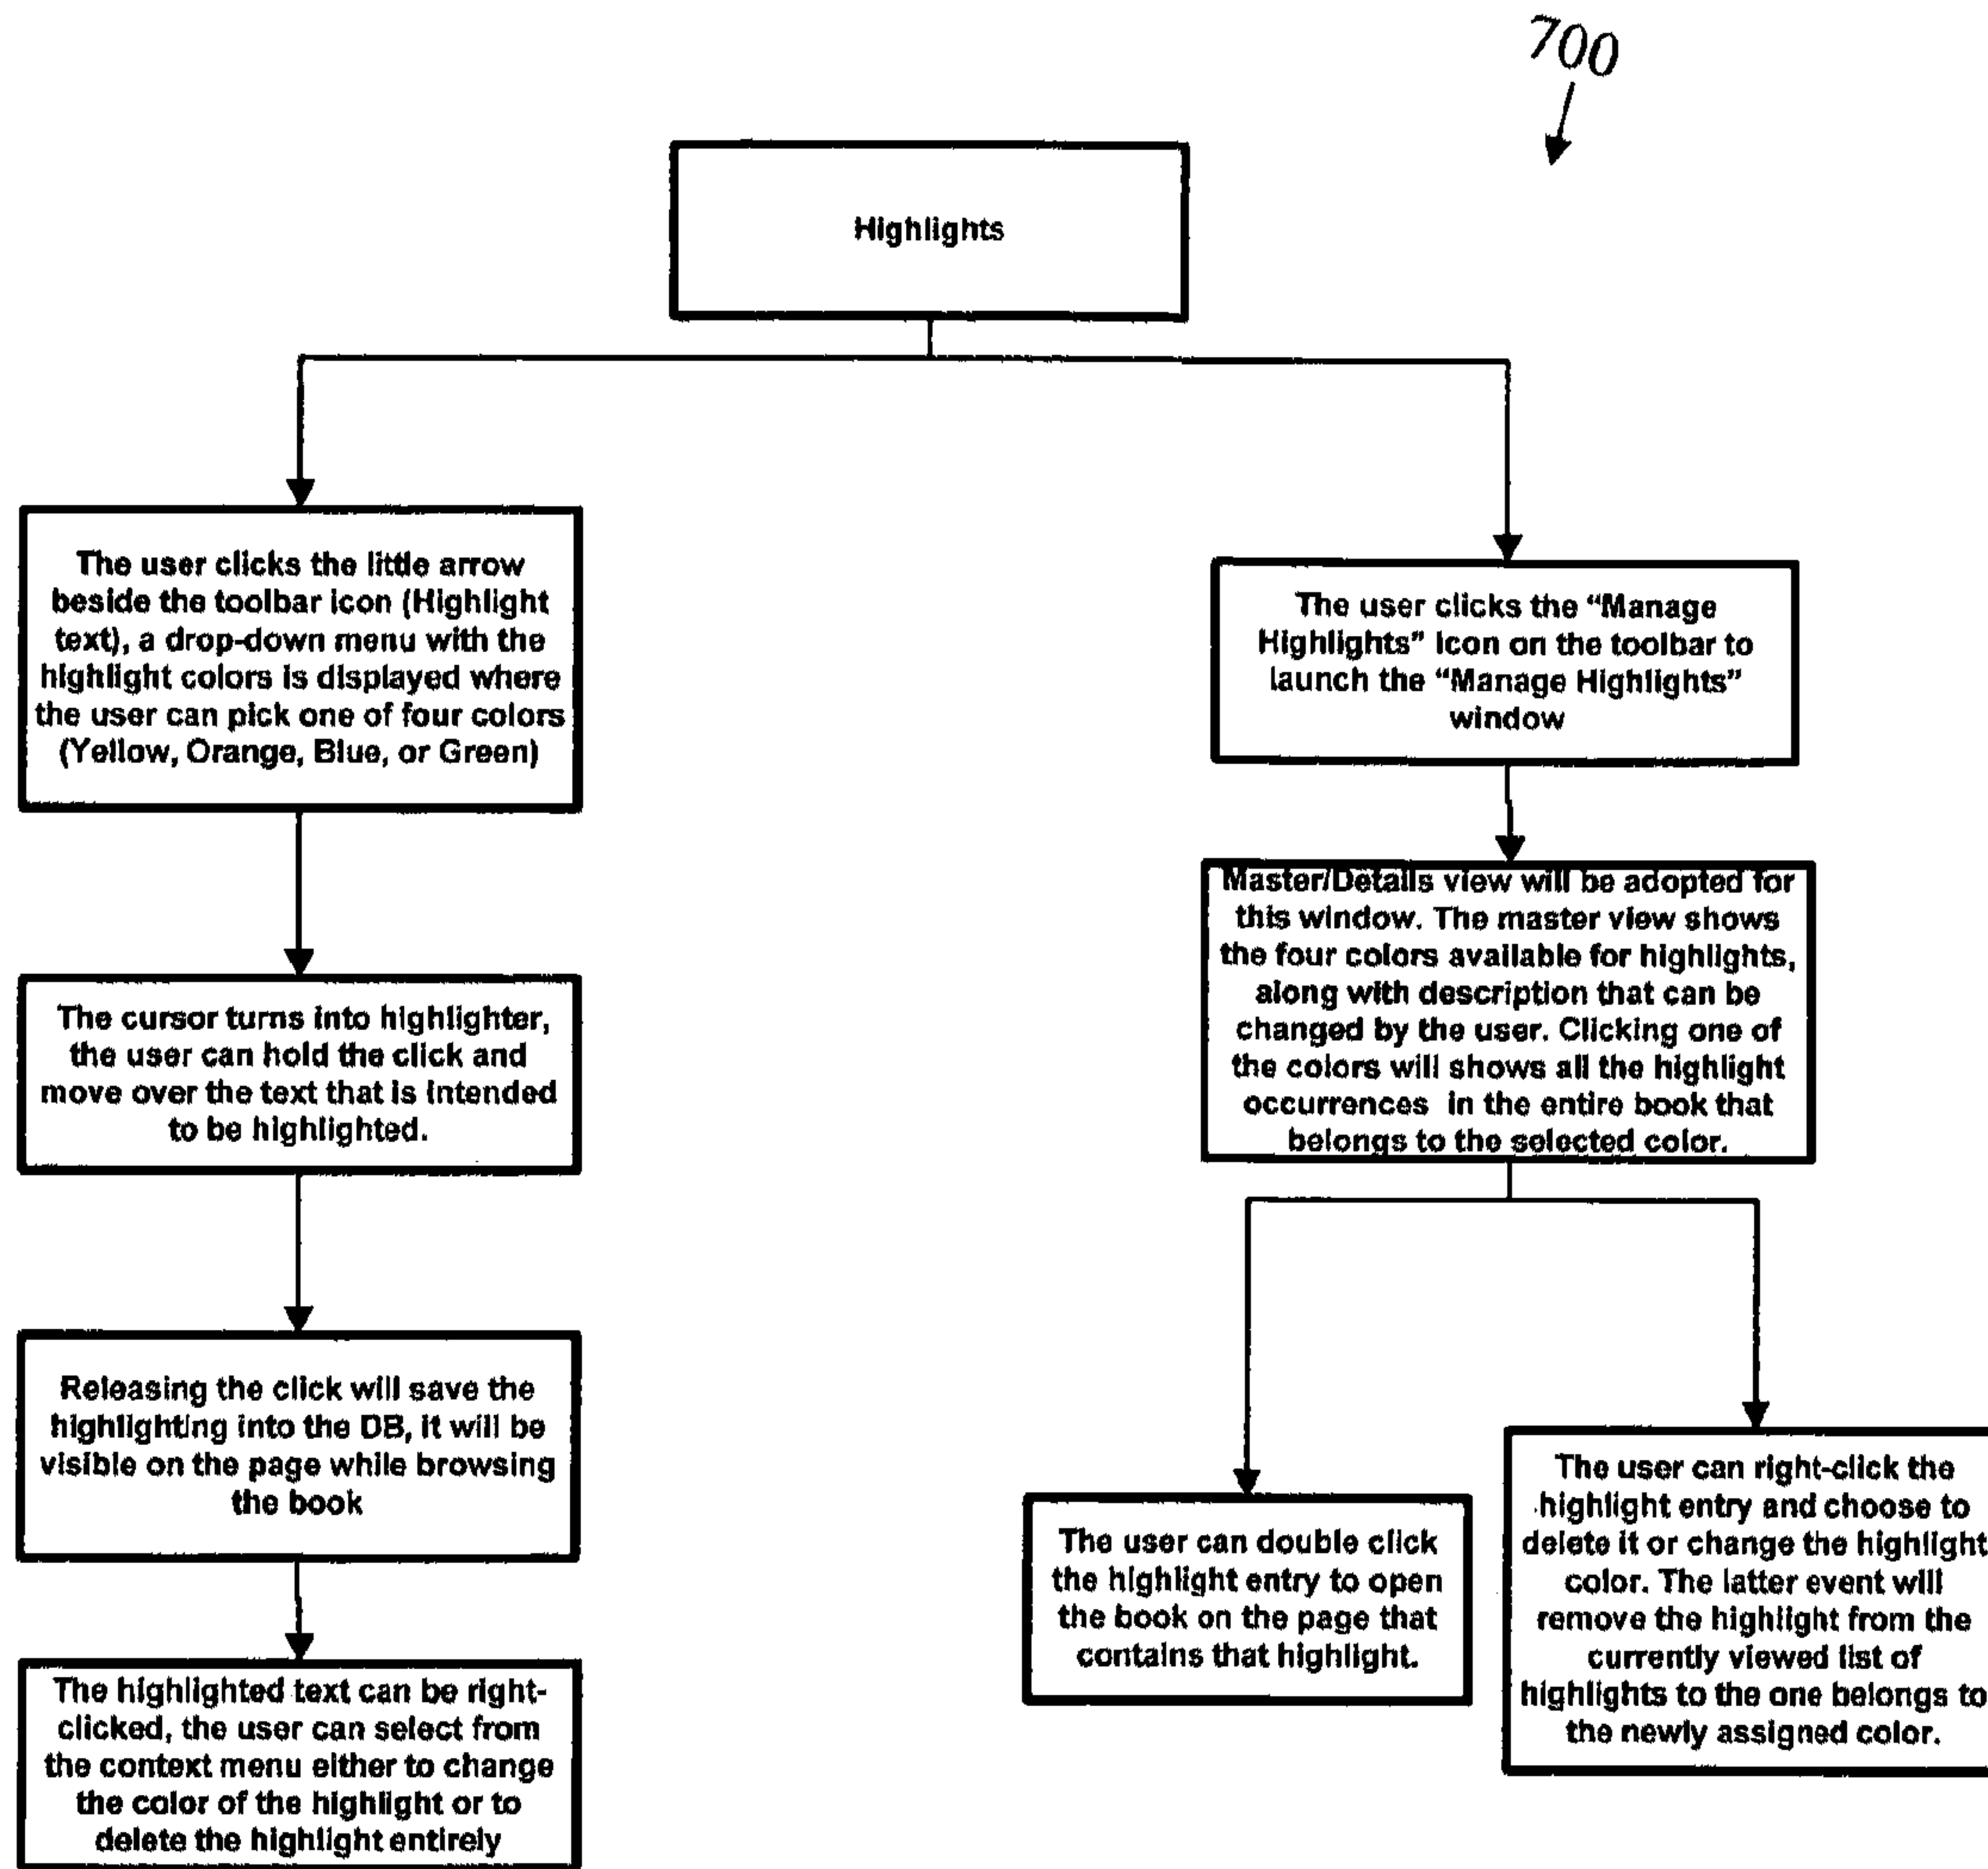 700
Highlights
The user clicks the little arrow
beside the toolbar icon (Highlight
text), a drop-down menu with the
highlight colors is displayed where
the user can pick one of four colors
(Yellow, Orange, Blue, or Green)
The cursor turns into highlighter,
the user can hold the click and
move over the text that is intended
to be highlighted.
Releasing the click will save the
highlighting into the DB, it will be
visible on the page while browsing
the book
The highlighted text can be right-
clicked, the user can select from
the context menu either to change
the color of the highlight or to
delete the highlight entirely
The user clicks the “Manage
Highlights” icon on the toolbar to
launch the “Manage Highlights”
window
Master/Details view will be adopted for
this window. The master view shows
the four colors available for highlights,
along with description that can be
changed by the user. Clicking one of
the colors will shows all the highlight
occurrences in the entire book that
belongs to the selected color.
The user can double click
the highlight entry to open
the book on the page that
contains that highlight.
The user can right-click the
highlight entry and choose to
delete it or change the highlight
color. The latter event will
remove the highlight from the
currently viewed list of
highlights to the one belongs to
the newly assigned color.